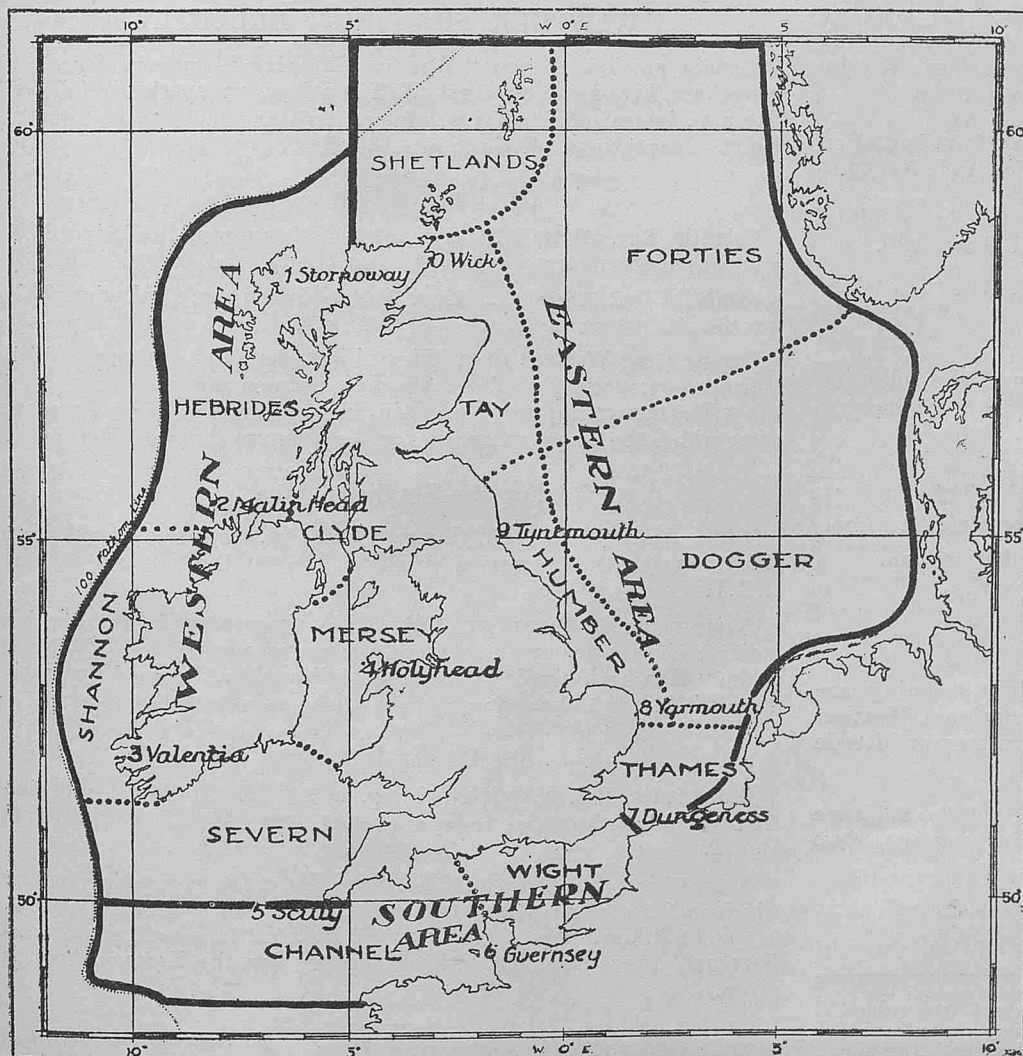 10° 5° W 0° E 5 10°
60° 60
SHETLANDS
FORTIES
0 Wick
1 Stornoway
WESTERN AREA
EASTERN AREA
HEBRIDES
TAY
2 Malin Head
CLYDE
9 Tynemouth
100 Fathom Line
55° 55°
DOGGER
HUMBER
SHANNON
MERSEY
4 Holyhead
8 Yarmouth
3 Valentia
THAMES
7 Dungeness
SEVERN
WIGHT
50° 50°
5 Scilly
SOUTHERN
AREA
CHANNEL
6 Guernsey
10° 5° W. 0° E. 5° 10°